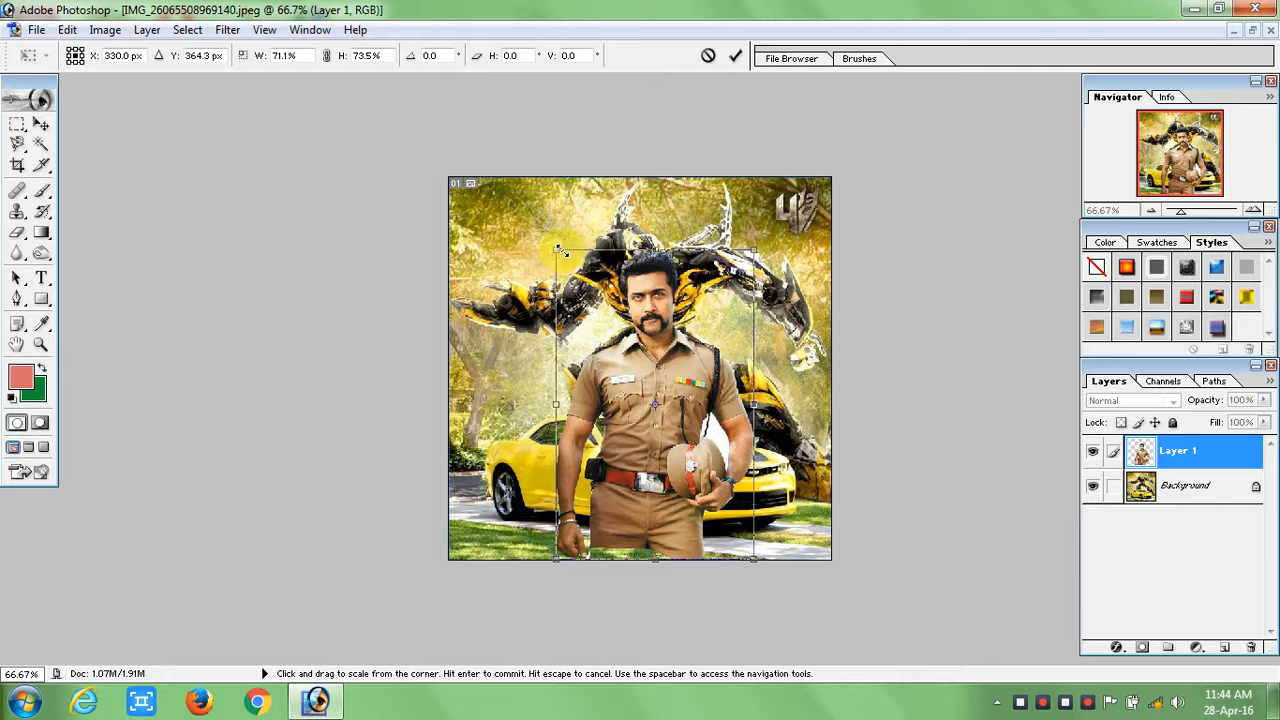 Adobe Photoshop - [IMG_26065508969140.jpeg @ 66.7% (Layer 1, RGB)]
File Edit Image Layer Select Filter View Window Help
X: 330.0 px Y: 364.3 px W: 71.1% H: 73.5% 0.0 ° H: 0.0 ° V: 0.0 °
File Browser Brushes
Navigator Info
66.67%
Color Swatches Styles
Layers Channels Paths
Normal Opacity: 100%
Lock: Fill: 100%
Layer 1
Background
01
66.67% Doc: 1.07M/1.91M Click and drag to scale from the corner. Hit enter to commit. Hit escape to cancel. Use the spacebar to access the navigation tools.
11:44 AM
28-Apr-16